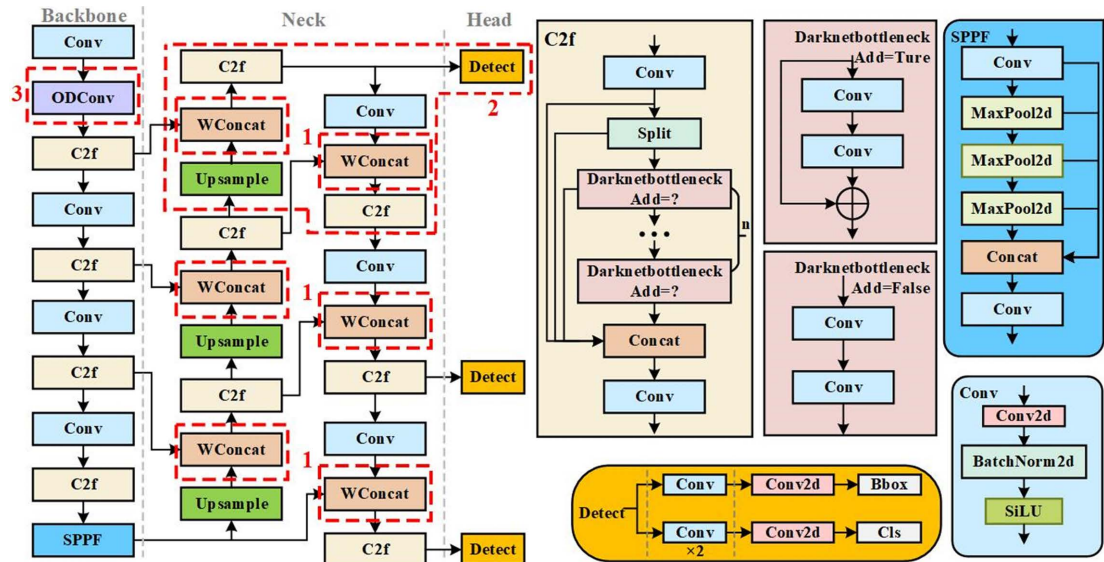 Backbone
Conv
3
ODConv
C2f
Conv
C2f
Conv
C2f
Conv
C2f
SPPF
Neck
C2f
WConcat
Upsample
C2f
WConcat
Upsample
C2f
WConcat
Upsample
Conv
1
WConcat
C2f
Conv
1
WConcat
C2f
Conv
1
WConcat
C2f
Head
Detect
2
Detect
Detect
C2f
Conv
Split
Darknetbottleneck
Add=?
n
Darknetbottleneck
Add=?
Concat
Conv
Darknetbottleneck
Add=Ture
Conv
Conv
Darknetbottleneck
Add=False
Conv
Conv
SPPF
Conv
MaxPool2d
MaxPool2d
MaxPool2d
Concat
Conv
Conv
Conv2d
BatchNorm2d
SiLU
Detect
Conv
Conv2d
Bbox
Conv
×2
Conv2d
Cls